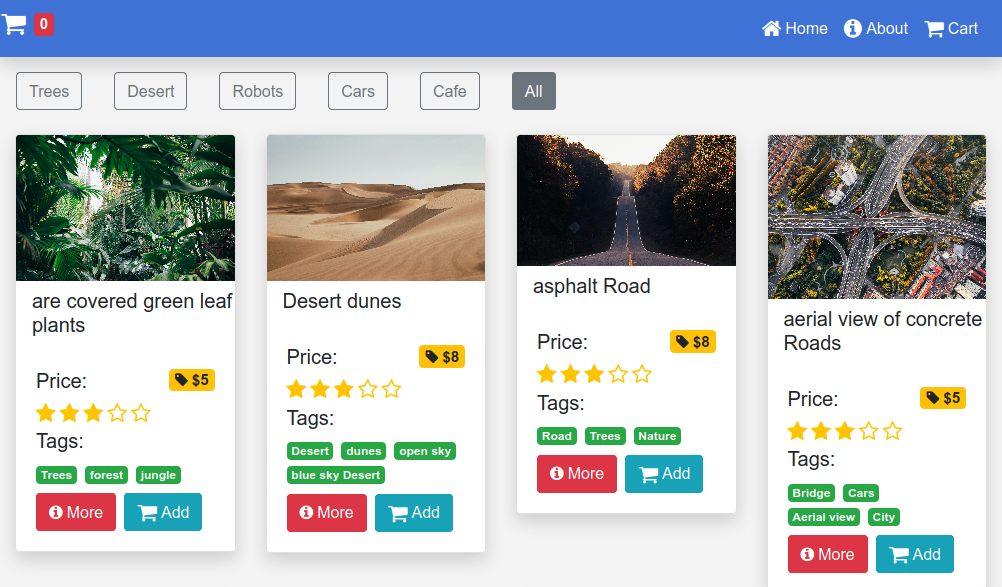 0
Home About Cart
Trees Desert Robots Cars Cafe All
are covered green leaf
plants
Price: $5
Tags:
Trees forest jungle
More Add
Desert dunes
Price: $8
Tags:
Desert dunes open sky
blue sky Desert
More Add
asphalt Road
Price: $8
Tags:
Road Trees Nature
More Add
aerial view of concrete
Roads
Price: $5
Tags:
Bridge Cars
Aerial view City
More Add